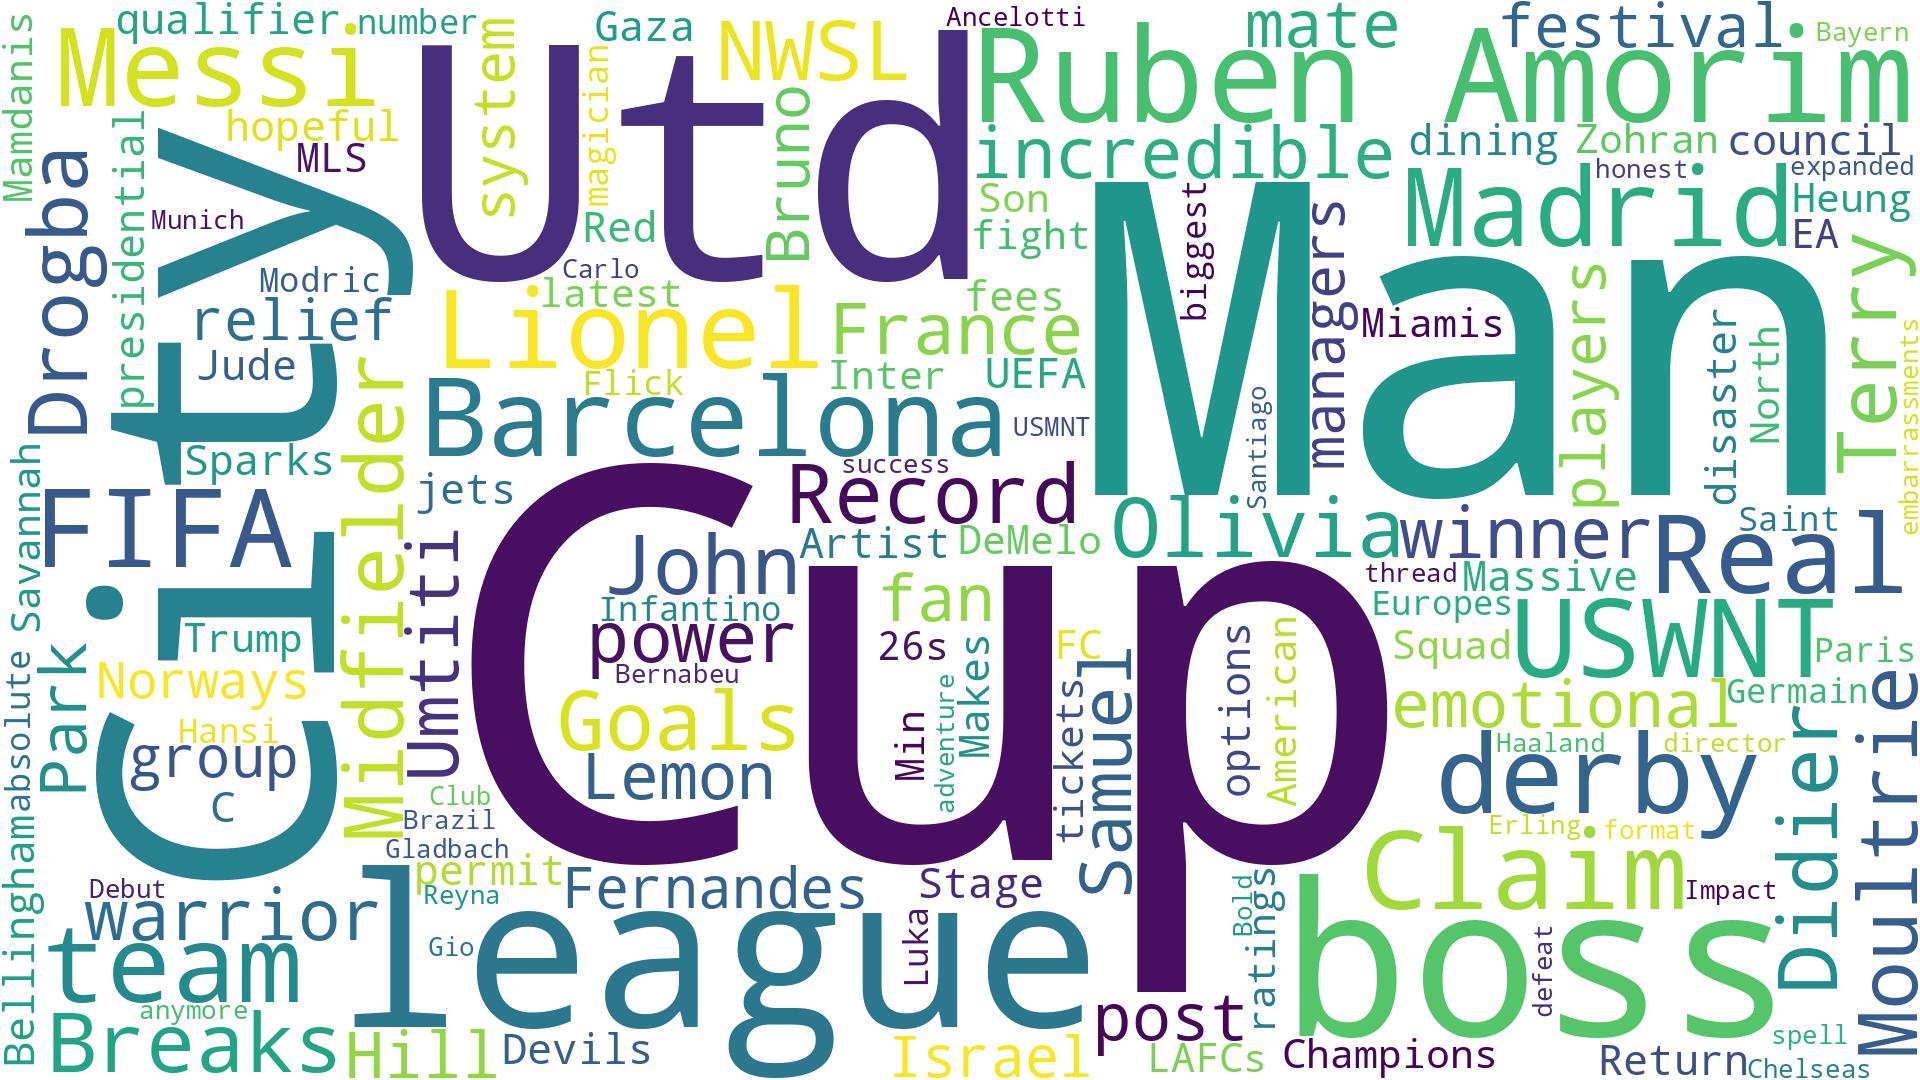 Mamdanis
qualifier
number
Messi
Utd
system
magician
Gaza
NWSL
Ancelotti
Ruben
mate
festival
Bayern
Amorim
hopeful
MLS
presidential
Bruno
incredible
dining
Zohran
council
honest
expanded
Drogba
Munich
City
Red
Son
fight
Man
biggest
managers
Madrid
Heung
EA
Modric
Carlo
latest
fees
relief
Jude
Lionel
France
Miamis
players
disaster
North
Terry
embarrassments
Flick
Inter
UEFA
Barcelona
USMNT
Santiago
Midfielder
Sparks
jets
success
Record
Savannah
FIFA
Umtiti
Cup
John
Artist
DeMelo
Olivia
winner
Real
Saint
thread
Massive
Infantino
fan
Europes
USWNT
Trump
power
26s
Makes
FC
Samuel
options
American
Squad
Paris
Park
Norways
Bernabeu
emotional
Germain
Moultrie
absolute
Hansi
Goals
Min
adventure
tickets
group
Lemon
derby
Haaland
director
Didier
C
Club
Brazil
Erling
format
Gladbach
Bellingham
permit
Claim
Debut
Reyna
Fernandes
Stage
Bold
ratings
Impact
warrior
league
Luka
boss
defeat
team
Gio
anymore
post
spell
Breaks
Hill
Devils
Israel
LAFCs
Champions
Return
Chelseas